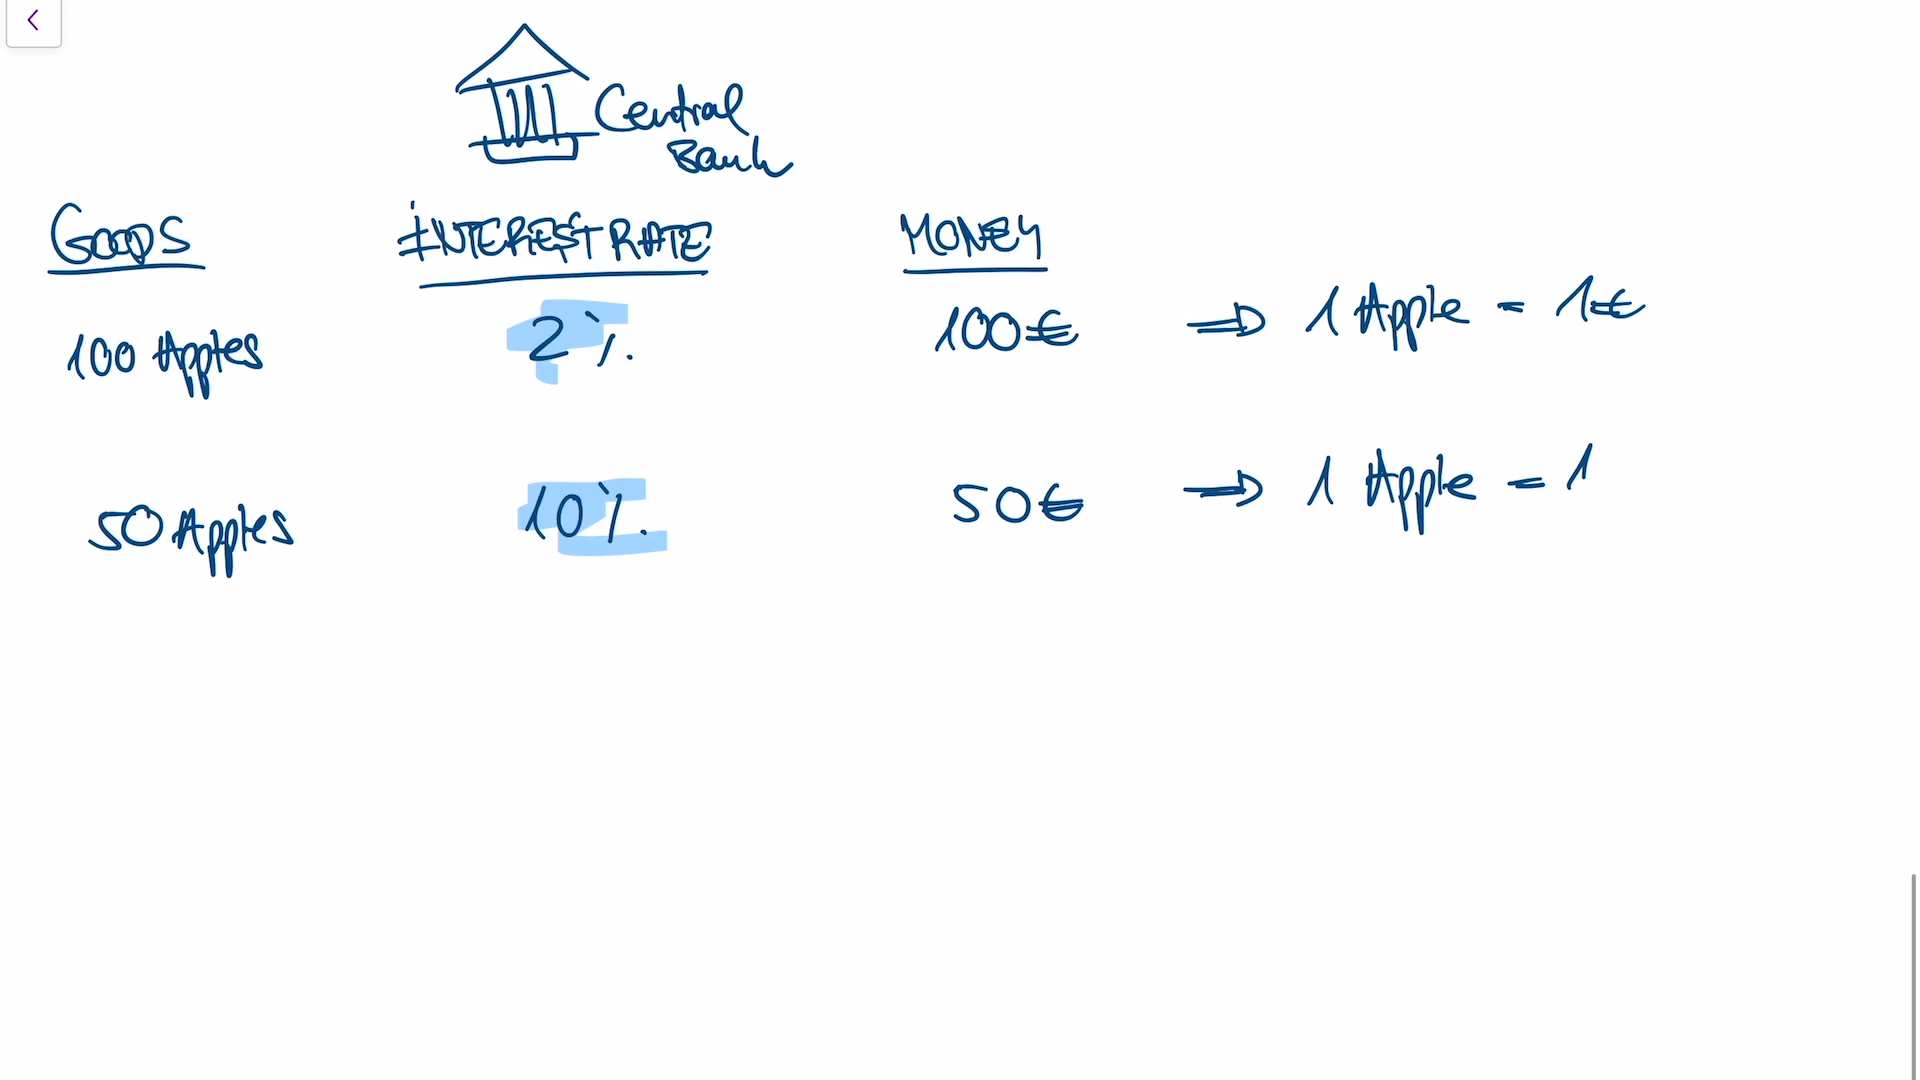 Central
Bank
GOODS INTEREST RATE MONEY
100 Apples 2% 100€ ⇒ 1 Apple = 1€
50 Apples 10% 50€ ⇒ 1 Apple = 1